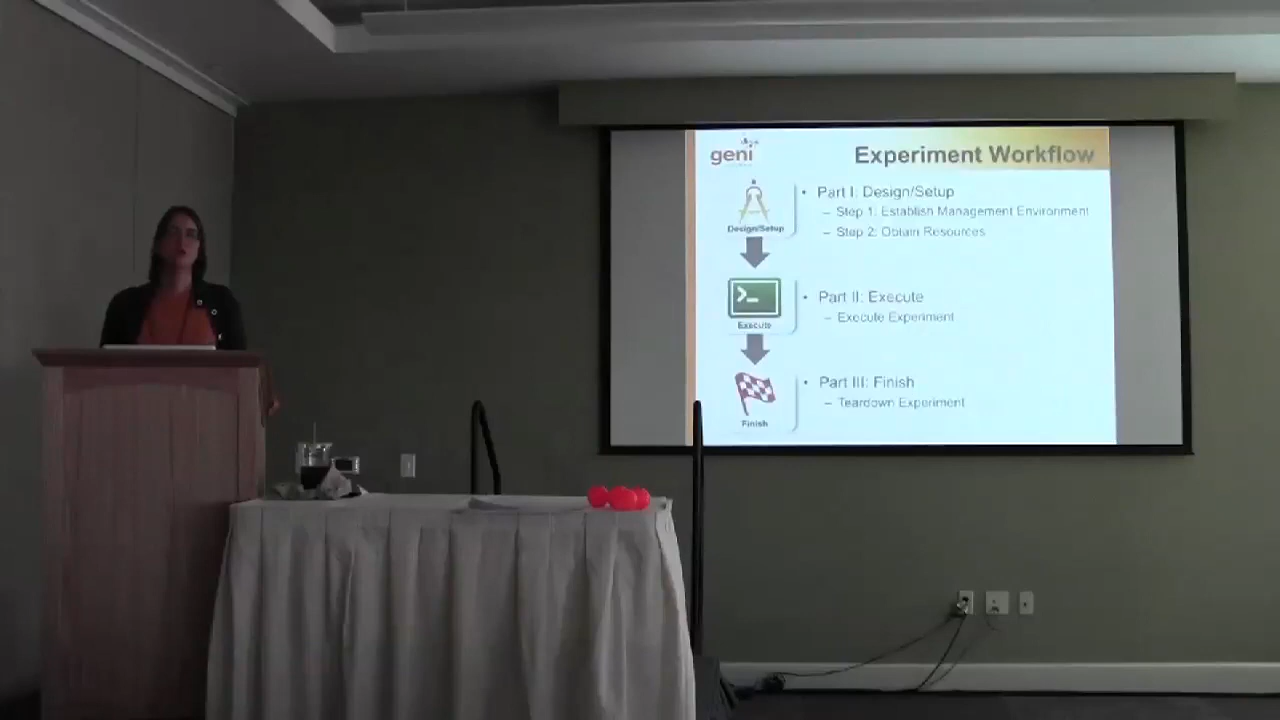 geni
Experiment Workflow
Design/Setup
• Part I: Design/Setup
– Step 1: Establish Management Environment
– Step 2: Obtain Resources
>_
Execute
• Part II: Execute
– Execute Experiment
Finish
• Part III: Finish
– Teardown Experiment